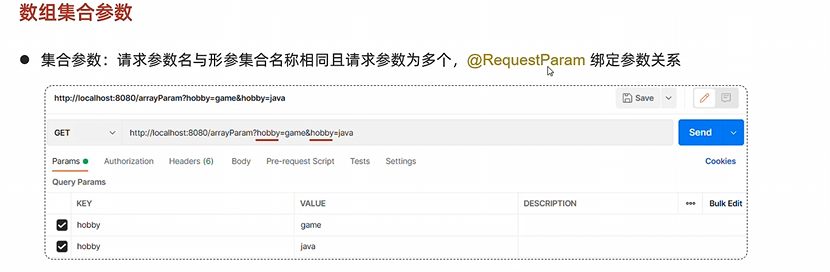 数组集合参数
● 集合参数：请求参数名与形参集合名称相同且请求参数为多个，@RequestParam 绑定参数关系
http://localhost:8080/arrayParam?hobby=game&hobby=java Save
GET http://localhost:8080/arrayParam?hobby=game&hobby=java Send
Params Authorization Headers (6) Body Pre-request Script Tests Settings Cookies
Query Params
KEY VALUE DESCRIPTION ••• Bulk Edit
hobby game
hobby java